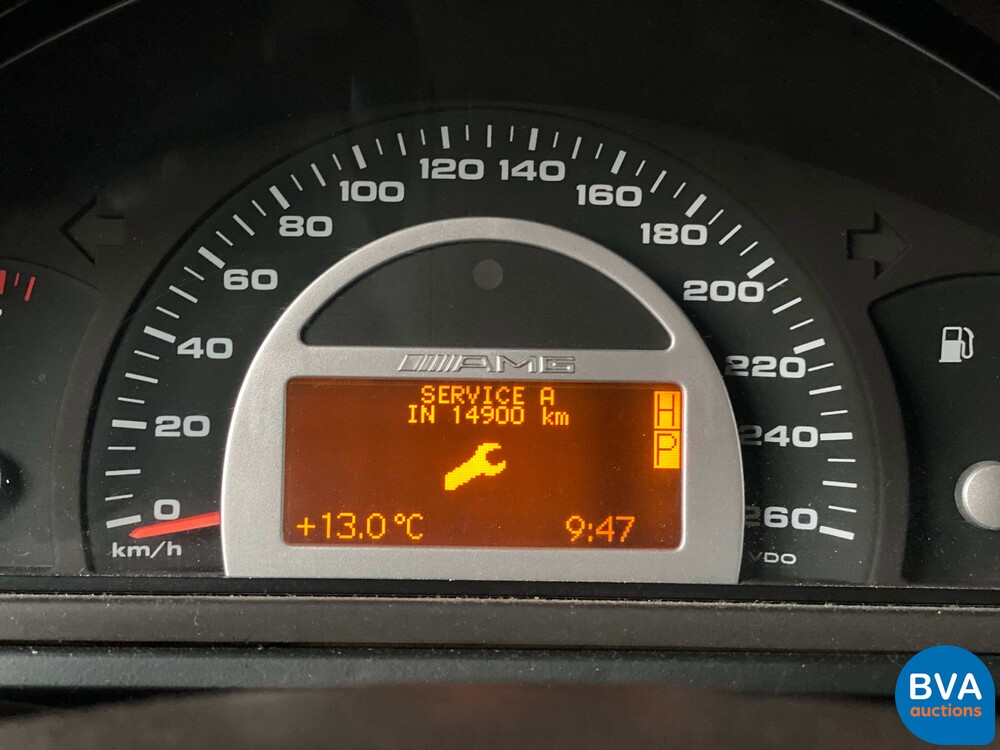 120 140
100 160
80 180
60 200
40 220
20 240
0 260
km/h
VDO
AMG
SERVICE A
IN 14900 km
H
P
+13.0°C 9:47
BVA
auctions